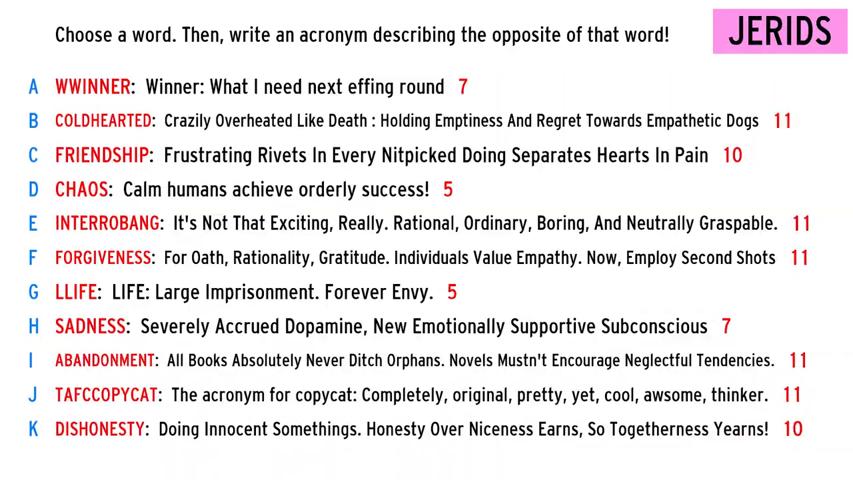 Choose a word. Then, write an acronym describing the opposite of that word!
JERIDS
A WWINNER: Winner: What I need next effing round 7
B COLDHEARTED: Crazily Overheated Like Death : Holding Emptiness And Regret Towards Empathetic Dogs 11
C FRIENDSHIP: Frustrating Rivets In Every Nitpicked Doing Separates Hearts In Pain 10
D CHAOS: Calm humans achieve orderly success! 5
E INTERROBANG: It's Not That Exciting, Really. Rational, Ordinary, Boring, And Neutrally Graspable. 11
F FORGIVENESS: For Oath, Rationality, Gratitude. Individuals Value Empathy. Now, Employ Second Shots 11
G LLIFE: LIFE: Large Imprisonment. Forever Envy. 5
H SADNESS: Severely Accrued Dopamine, New Emotionally Supportive Subconscious 7
I ABANDONMENT: All Books Absolutely Never Ditch Orphans. Novels Mustn't Encourage Neglectful Tendencies. 11
J TAFCCOPYCAT: The acronym for copycat: Completely, original, pretty, yet, cool, awsome, thinker. 11
K DISHONESTY: Doing Innocent Somethings. Honesty Over Niceness Earns, So Togetherness Yearns! 10